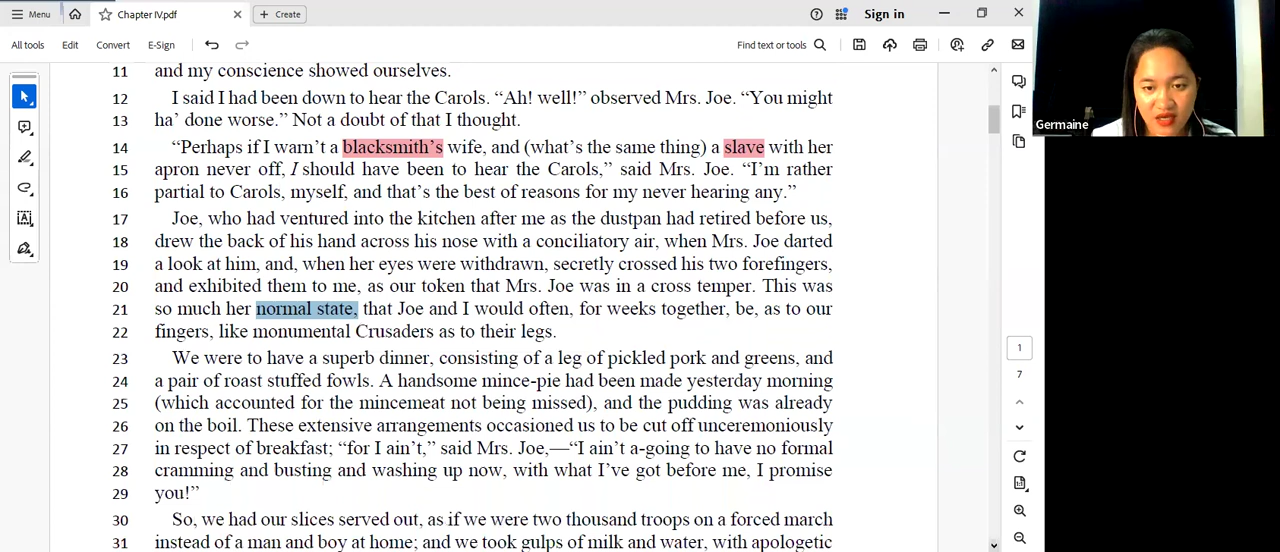 Menu
Chapter IV.pdf
Create
Sign in
All tools
Edit
Convert
E-Sign
Find text or tools
11 and my conscience showed ourselves.
12 I said I had been down to hear the Carols. “Ah! well!” observed Mrs. Joe. “You might
13 ha’ done worse.” Not a doubt of that I thought.
14 “Perhaps if I warn’t a blacksmith’s wife, and (what’s the same thing) a slave with her
15 apron never off, I should have been to hear the Carols,” said Mrs. Joe. “I’m rather
16 partial to Carols, myself, and that’s the best of reasons for my never hearing any.”
17 Joe, who had ventured into the kitchen after me as the dustpan had retired before us,
18 drew the back of his hand across his nose with a conciliatory air, when Mrs. Joe darted
19 a look at him, and, when her eyes were withdrawn, secretly crossed his two forefingers,
20 and exhibited them to me, as our token that Mrs. Joe was in a cross temper. This was
21 so much her normal state, that Joe and I would often, for weeks together, be, as to our
22 fingers, like monumental Crusaders as to their legs.
23 We were to have a superb dinner, consisting of a leg of pickled pork and greens, and
24 a pair of roast stuffed fowls. A handsome mince-pie had been made yesterday morning
25 (which accounted for the mincemeat not being missed), and the pudding was already
26 on the boil. These extensive arrangements occasioned us to be cut off unceremoniously
27 in respect of breakfast; “for I ain’t,” said Mrs. Joe,—“I ain’t a-going to have no formal
28 cramming and busting and washing up now, with what I’ve got before me, I promise
29 you!”
30 So, we had our slices served out, as if we were two thousand troops on a forced march
31 instead of a man and boy at home; and we took gulps of milk and water, with apologetic
1
7
Germaine